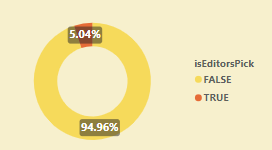 5.04%
isEditorsPick
FALSE
TRUE
94.96%